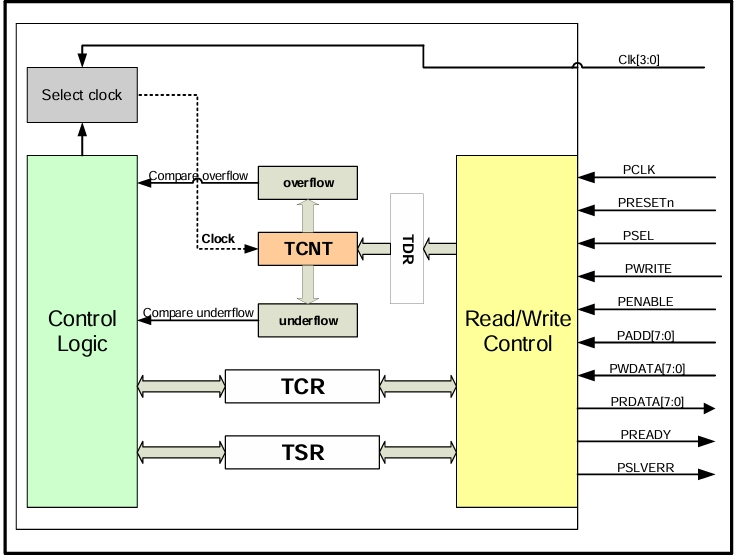 Clk[3:0]
Select clock
PCLK
Compare overflow
overflow
PRESETn
PSEL
Clock
TCNT
TDR
PWRITE
PENABLE
Compare underrflow
underflow
Control
Logic
Read/Write
Control
PADD[7:0]
PWDATA[7:0]
TCR
PRDATA[7:0]
PREADY
TSR
PSLVERR